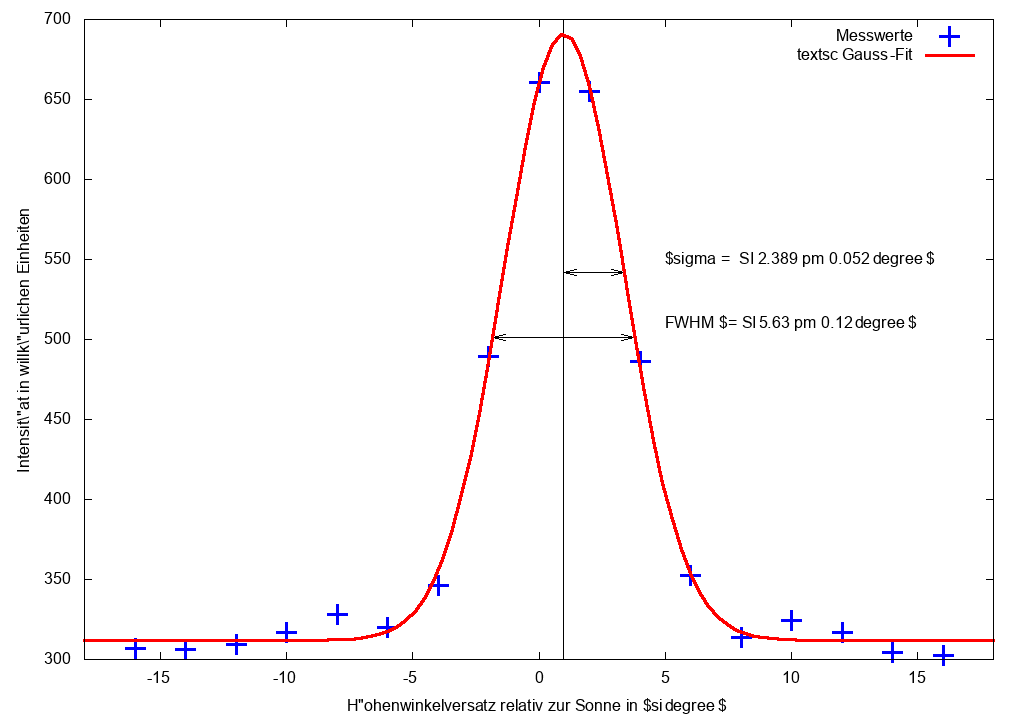 700
650
600
550
500
450
400
350
300
-15
-10
-5
0
5
10
15
Messwerte
textsc Gauss-Fit
$sigma = SI 2.389 pm 0.052 degree $
FWHM $= SI 5.63 pm 0.12 degree $
Intensit\"at in willk\"urlichen Einheiten
H"ohenwinkelversatz relativ zur Sonne in $si degree $